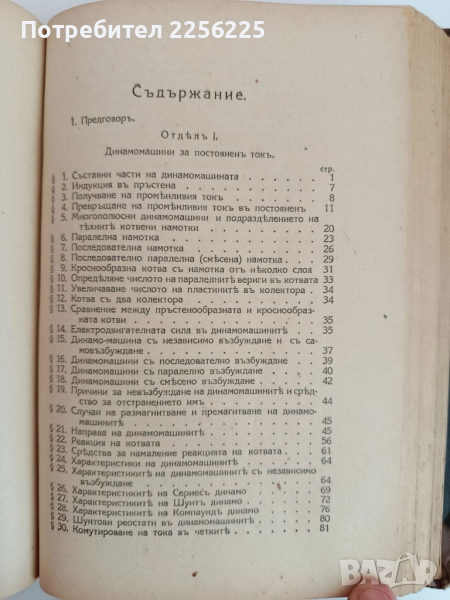 Потребител 2256225
Съдържание.
1. Предговоръ.
Отдѣлъ I.
Динамомашини за постояненъ токъ.
стр.
§ 1. Съставни части на динамомашината . . . . . . . 1
§ 2. Индукция въ пръстена . . . . . . . . . . 7
§ 3. Получаване на промѣнливия токъ . . . . . . . 8
§ 4. Превръщане на промѣнливия токъ въ постояненъ . . 11
§ 5. Многополюсни динамомашини и подраздѣлението на
тѣхнитѣ котвени намотки . . . . . . . . . 20
§ 6. Паралелна намотка . . . . . . . . . . . 23
§ 7. Последователна намотка . . . . . . . . . . 26
§ 8. Последователно паралелна (смѣсена) намотка . . . . 29
§ 9. Кроснообразна котва съ намотка отъ нѣколко слоя . 31
§ 10. Опредѣляне числото на паралелнитѣ вериги въ котвата 33
§ 11. Увеличаване числото на пластинитѣ въ колектора . . 34
§ 12. Котва съ два колектора . . . . . . . . . . 34
§ 13. Сравнение между пръстенообразната и кроснообраз-
ната котви . . . . . . . . . . . . . 35
§ 14. Електродвигателната сила въ динамомашинитѣ . . . 35
§ 15. Динамо-машина съ независимо възбуждане и съ са-
мовъзбуждане . . . . . . . . . . . . 37
§ 16. Динамомашини съ последователно възбуждане . . . 39
§ 17. Динамомашини съ паралелно възбуждане . . . . . 40
§ 18. Динамомашини съ смѣсено възбуждане . . . . . 42
§ 19. Причини за невъзбуждане на динамомашинитѣ и срѣд-
ство за отстранението имъ . . . . . . . . . 44
§ 20. Случаи на размагнитване и премагитване на динамо-
машинитѣ . . . . . . . . . . . . . 45
§ 21. Направа на динамомашинитѣ . . . . . . . . 45
§ 22. Реакция на котвата . . . . . . . . . . . 56
§ 23. Срѣдства за намаление реакцията на котвата . . . . 61
§ 24. Характеристики на динамомашинитѣ . . . . . . 64
§ 25. Характеристикитѣ на динамомашинитѣ съ независимо
възбуждане . . . . . . . . . . . . . 64
§ 26. Характеристикитѣ на Сериесъ динамо . . . . . . 69
§ 27. Характеристикитѣ на Шунтъ динамо . . . . . . 72
§ 28. Характеристикитѣ на Компаундъ динамо . . . . . 76
§ 29. Шунтови реостати въ динамомашинитѣ . . . . . 80
§ 30. Комутироване на тока въ четкитѣ . . . . . . . 81
BAZAR